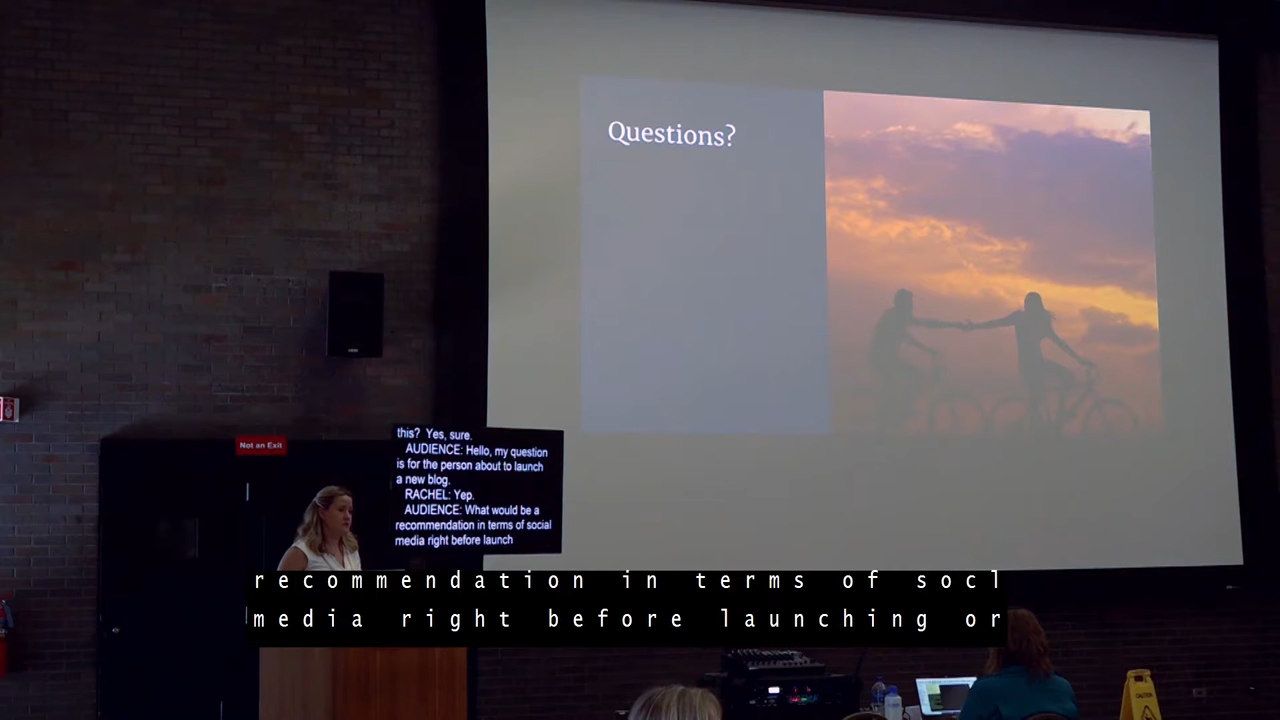 Questions?
Not an Exit
this? Yes, sure.
AUDIENCE: Hello, my question
is for the person about to launch
a new blog.
RACHEL: Yep.
AUDIENCE: What would be a
recommendation in terms of social
media right before launch
recommendation in terms of socl
media right before launching or
CAUTION